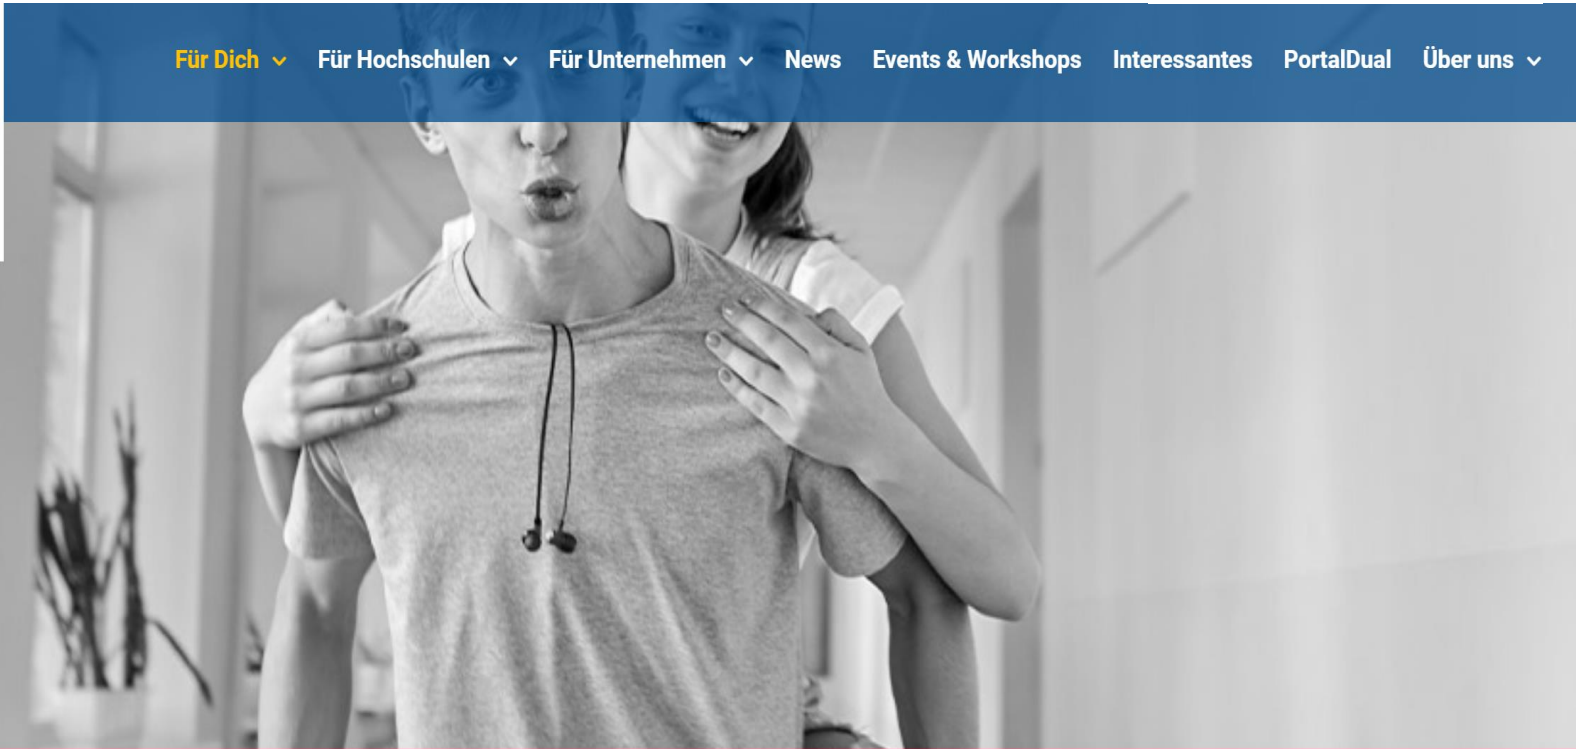 Für Dich Für Hochschulen Für Unternehmen News Events & Workshops Interessantes PortalDual Über uns